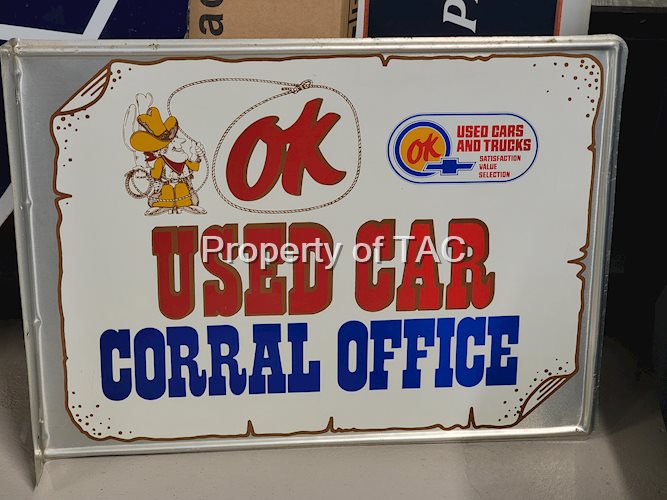 OK
OK
USED CARS
AND TRUCKS
SATISFACTION
VALUE
SELECTION
USED CAR
Property of TAC
CORRAL OFFICE